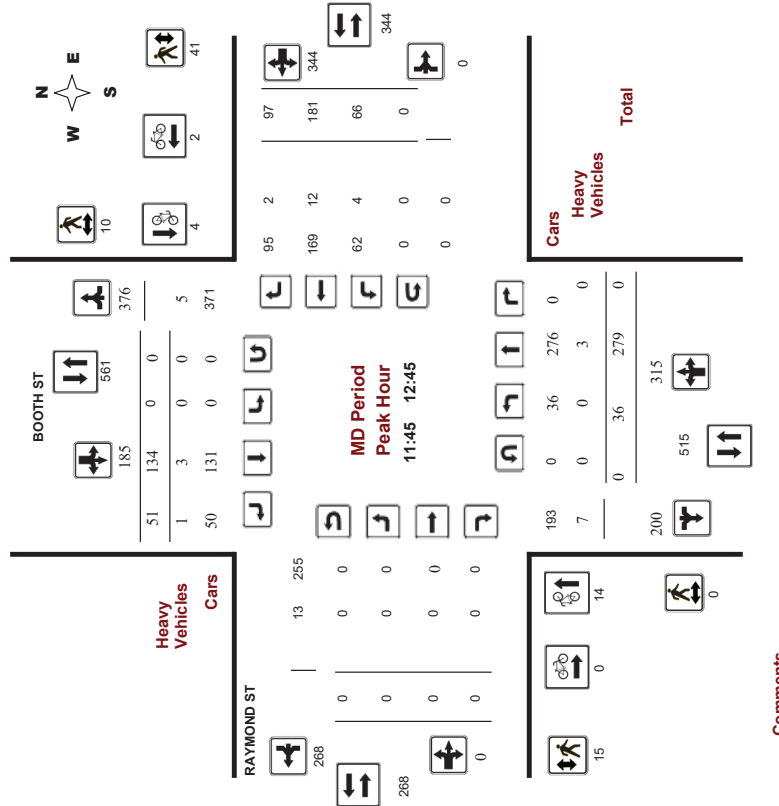 N
W E
S
BOOTH ST
10
41
4
2
185
561
376
51 134 0 0
1 3 0 0 5
50 131 0 0 371
Heavy
Vehicles
Cars
RAYMOND ST
268
13 255
0 0 0
0 0 0
0 0 0
0 0 0
268
0
MD Period
Peak Hour
11:45 12:45
344
344
0
95 2 97
169 12 181
62 4 66
0 0 0
0
Cars
Heavy
Vehicles
Total
193 0 36 276 0
7 0 0 3 0
0 36 279 0
200
515
315
15
0
14
0
Comments